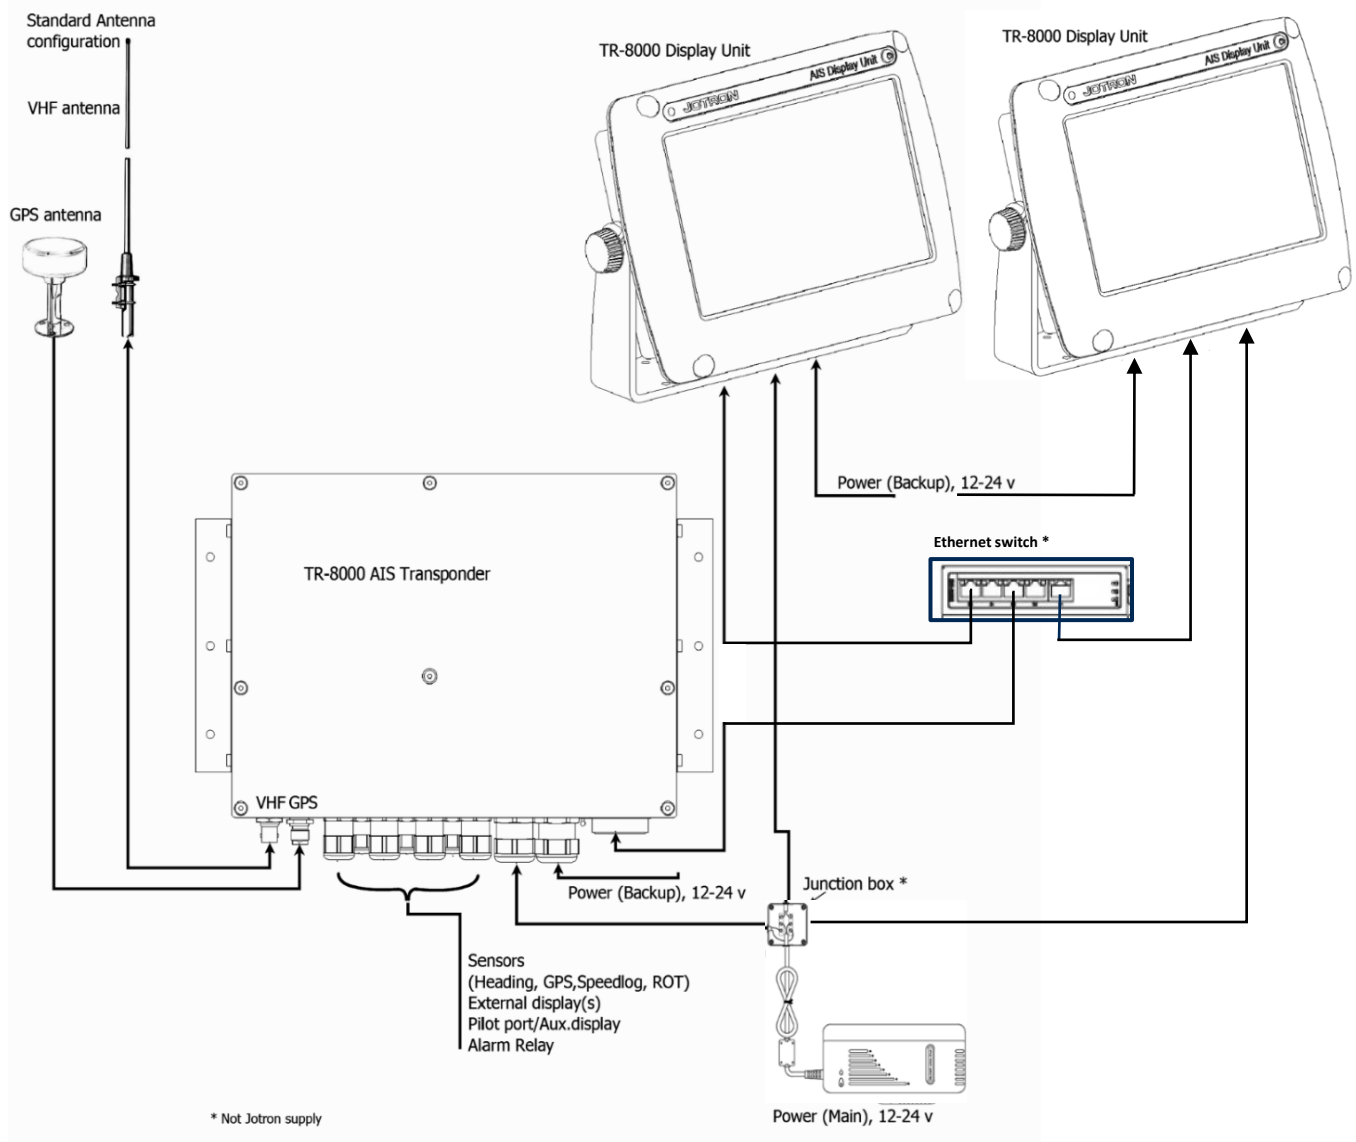 Standard Antenna
configuration
VHF antenna
GPS antenna
TR-8000 Display Unit
JOTRON
AIS Display Unit
TR-8000 Display Unit
JOTRON
AIS Display Unit
Power (Backup), 12-24 v
Ethernet switch *
TR-8000 AIS Transponder
VHF GPS
Power (Backup), 12-24 v
Junction box *
Sensors
(Heading, GPS,Speedlog, ROT)
External display(s)
Pilot port/Aux.display
Alarm Relay
Power (Main), 12-24 v
* Not Jotron supply